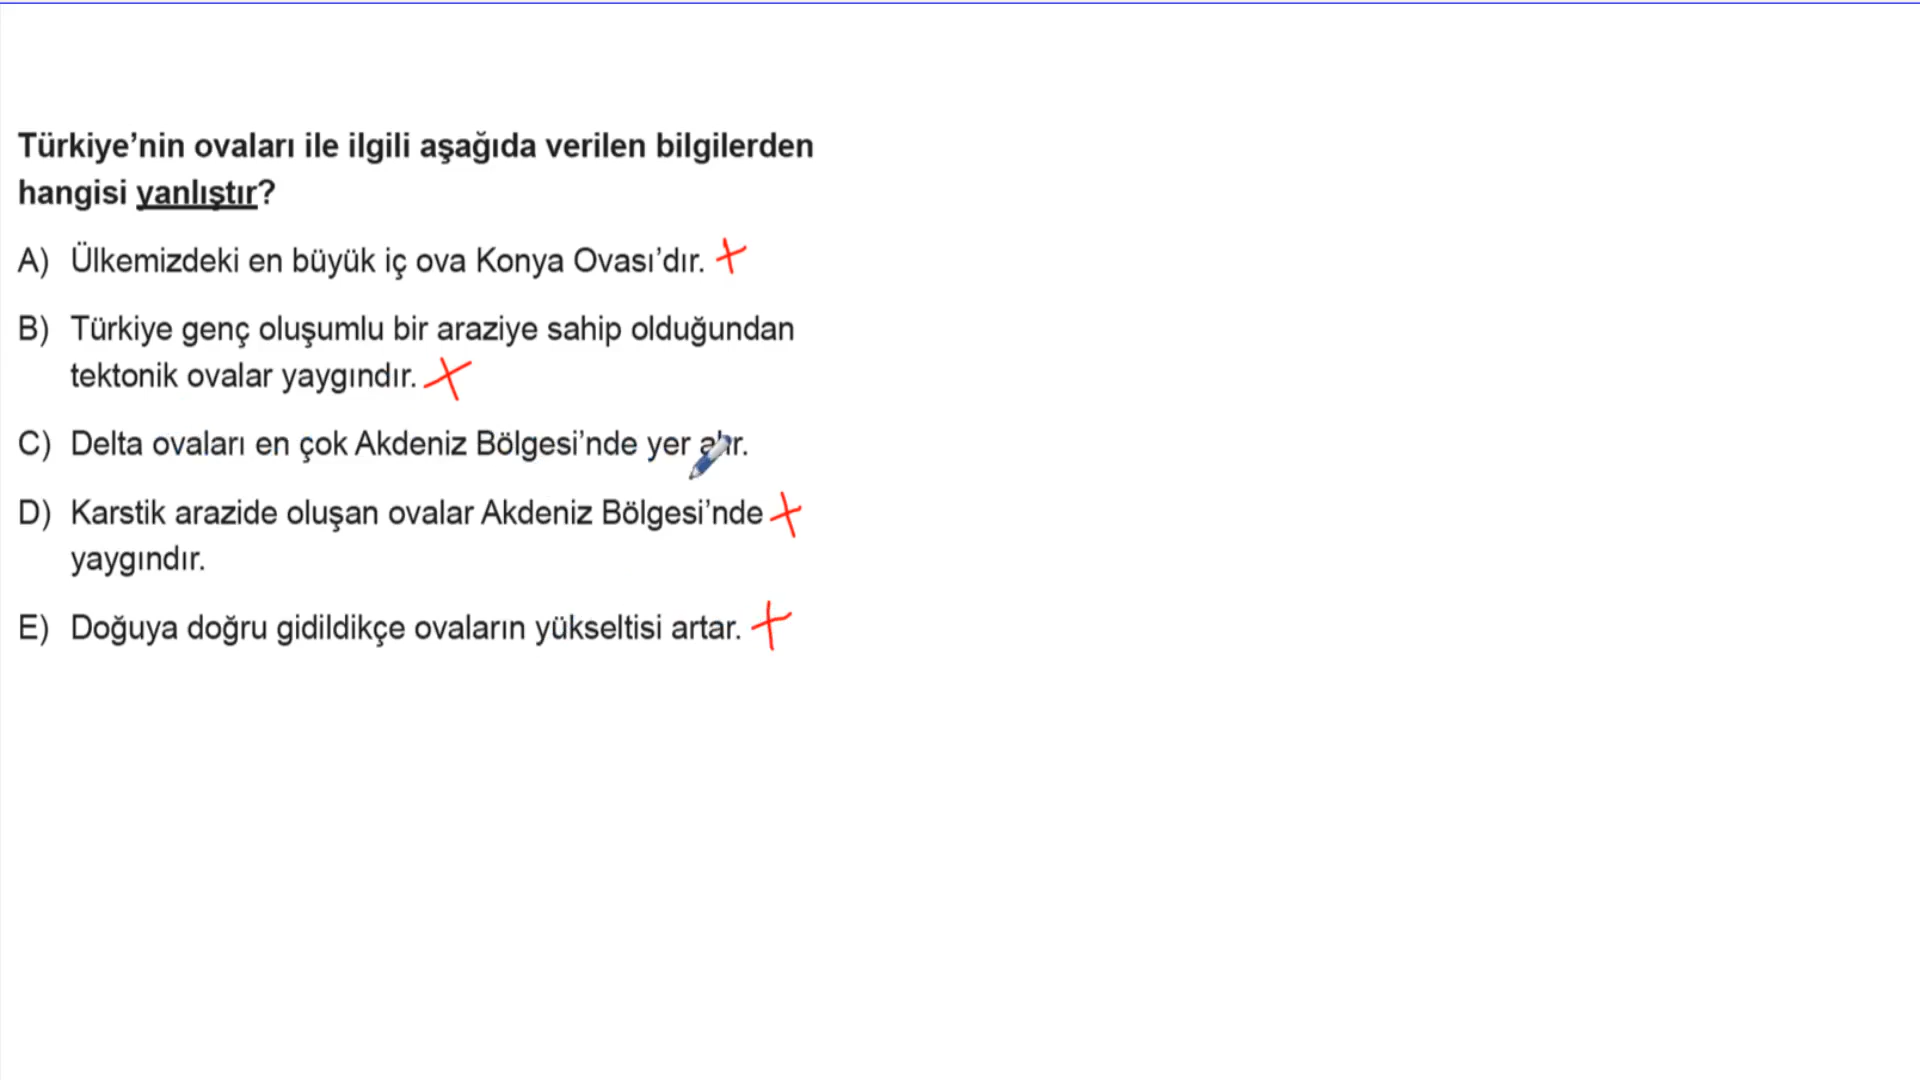 Türkiye’nin ovaları ile ilgili aşağıda verilen bilgilerden
hangisi yanlıştır?
A) Ülkemizdeki en büyük iç ova Konya Ovası’dır.
B) Türkiye genç oluşumlu bir araziye sahip olduğundan
tektonik ovalar yaygındır.
C) Delta ovaları en çok Akdeniz Bölgesi’nde yer alır.
D) Karstik arazide oluşan ovalar Akdeniz Bölgesi’nde
yaygındır.
E) Doğuya doğru gidildikçe ovaların yükseltisi artar.